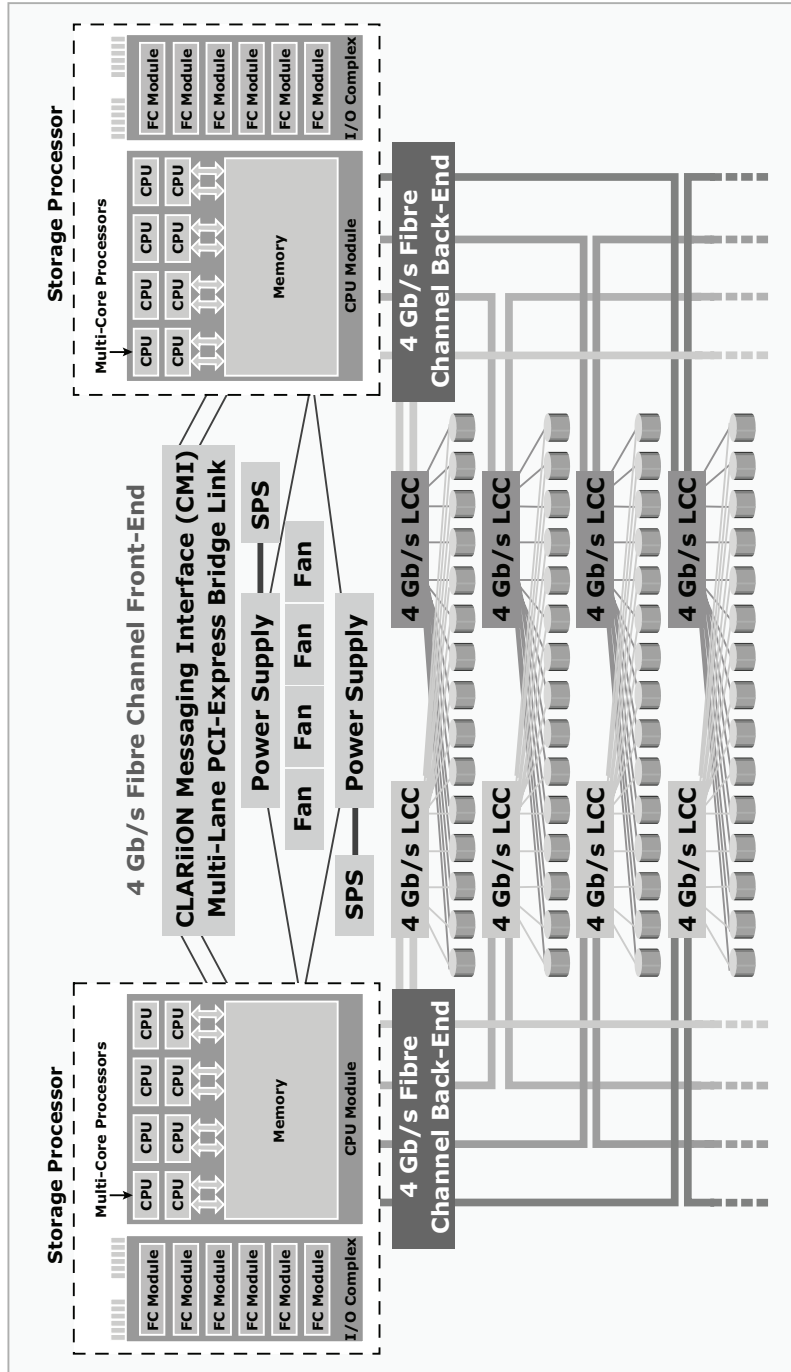 Storage Processor
Multi-Core Processors
FC Module
FC Module
FC Module
FC Module
FC Module
FC Module
I/O Complex
CPU CPU CPU CPU
CPU CPU CPU CPU
Memory
CPU Module
4 Gb/s Fibre Channel Front-End
CLARiiON Messaging Interface (CMI)
Multi-Lane PCI-Express Bridge Link
Power Supply
SPS
Fan Fan Fan Fan
SPS
Power Supply
Storage Processor
Multi-Core Processors
CPU CPU CPU CPU
CPU CPU CPU CPU
Memory
CPU Module
FC Module
FC Module
FC Module
FC Module
FC Module
FC Module
I/O Complex
4 Gb/s Fibre
Channel Back-End
4 Gb/s LCC
4 Gb/s LCC
4 Gb/s Fibre
Channel Back-End
4 Gb/s LCC
4 Gb/s LCC
4 Gb/s LCC
4 Gb/s LCC
4 Gb/s LCC
4 Gb/s LCC